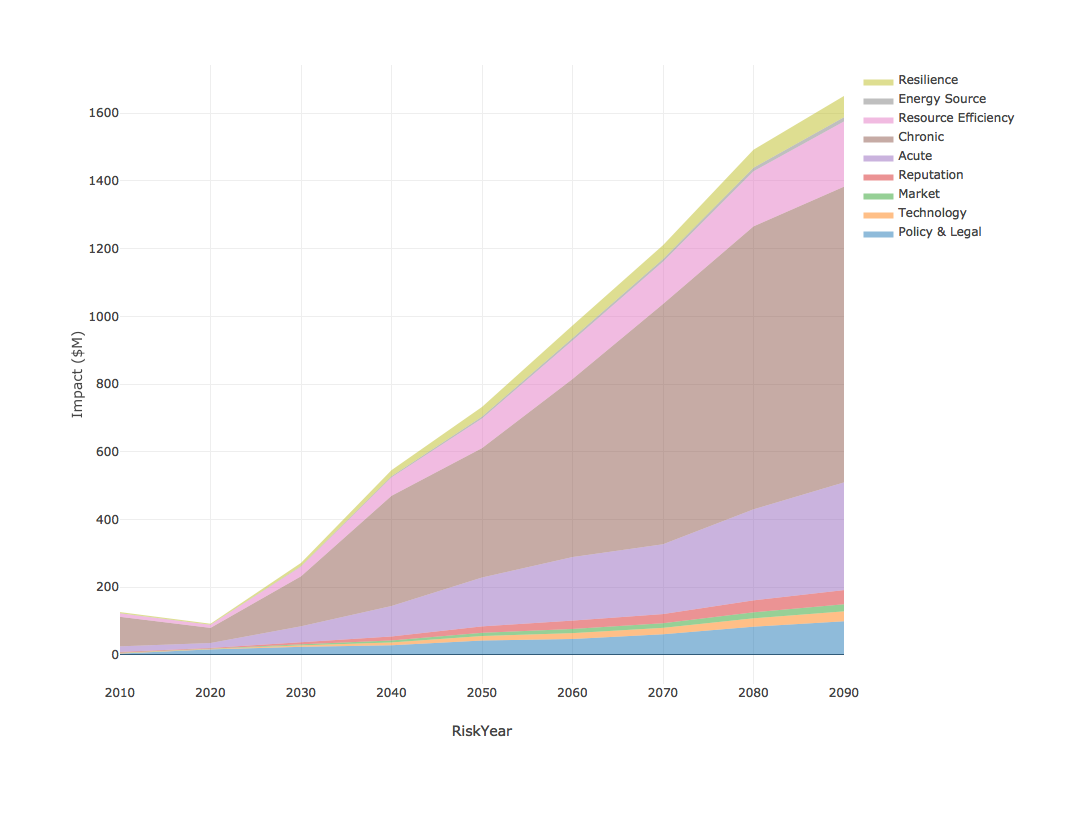 Resilience
Energy Source
Resource Efficiency
Chronic
Acute
Reputation
Market
Technology
Policy & Legal
1600
1400
1200
1000
800
600
400
200
0
Impact ($M)
2010 2020 2030 2040 2050 2060 2070 2080 2090
RiskYear